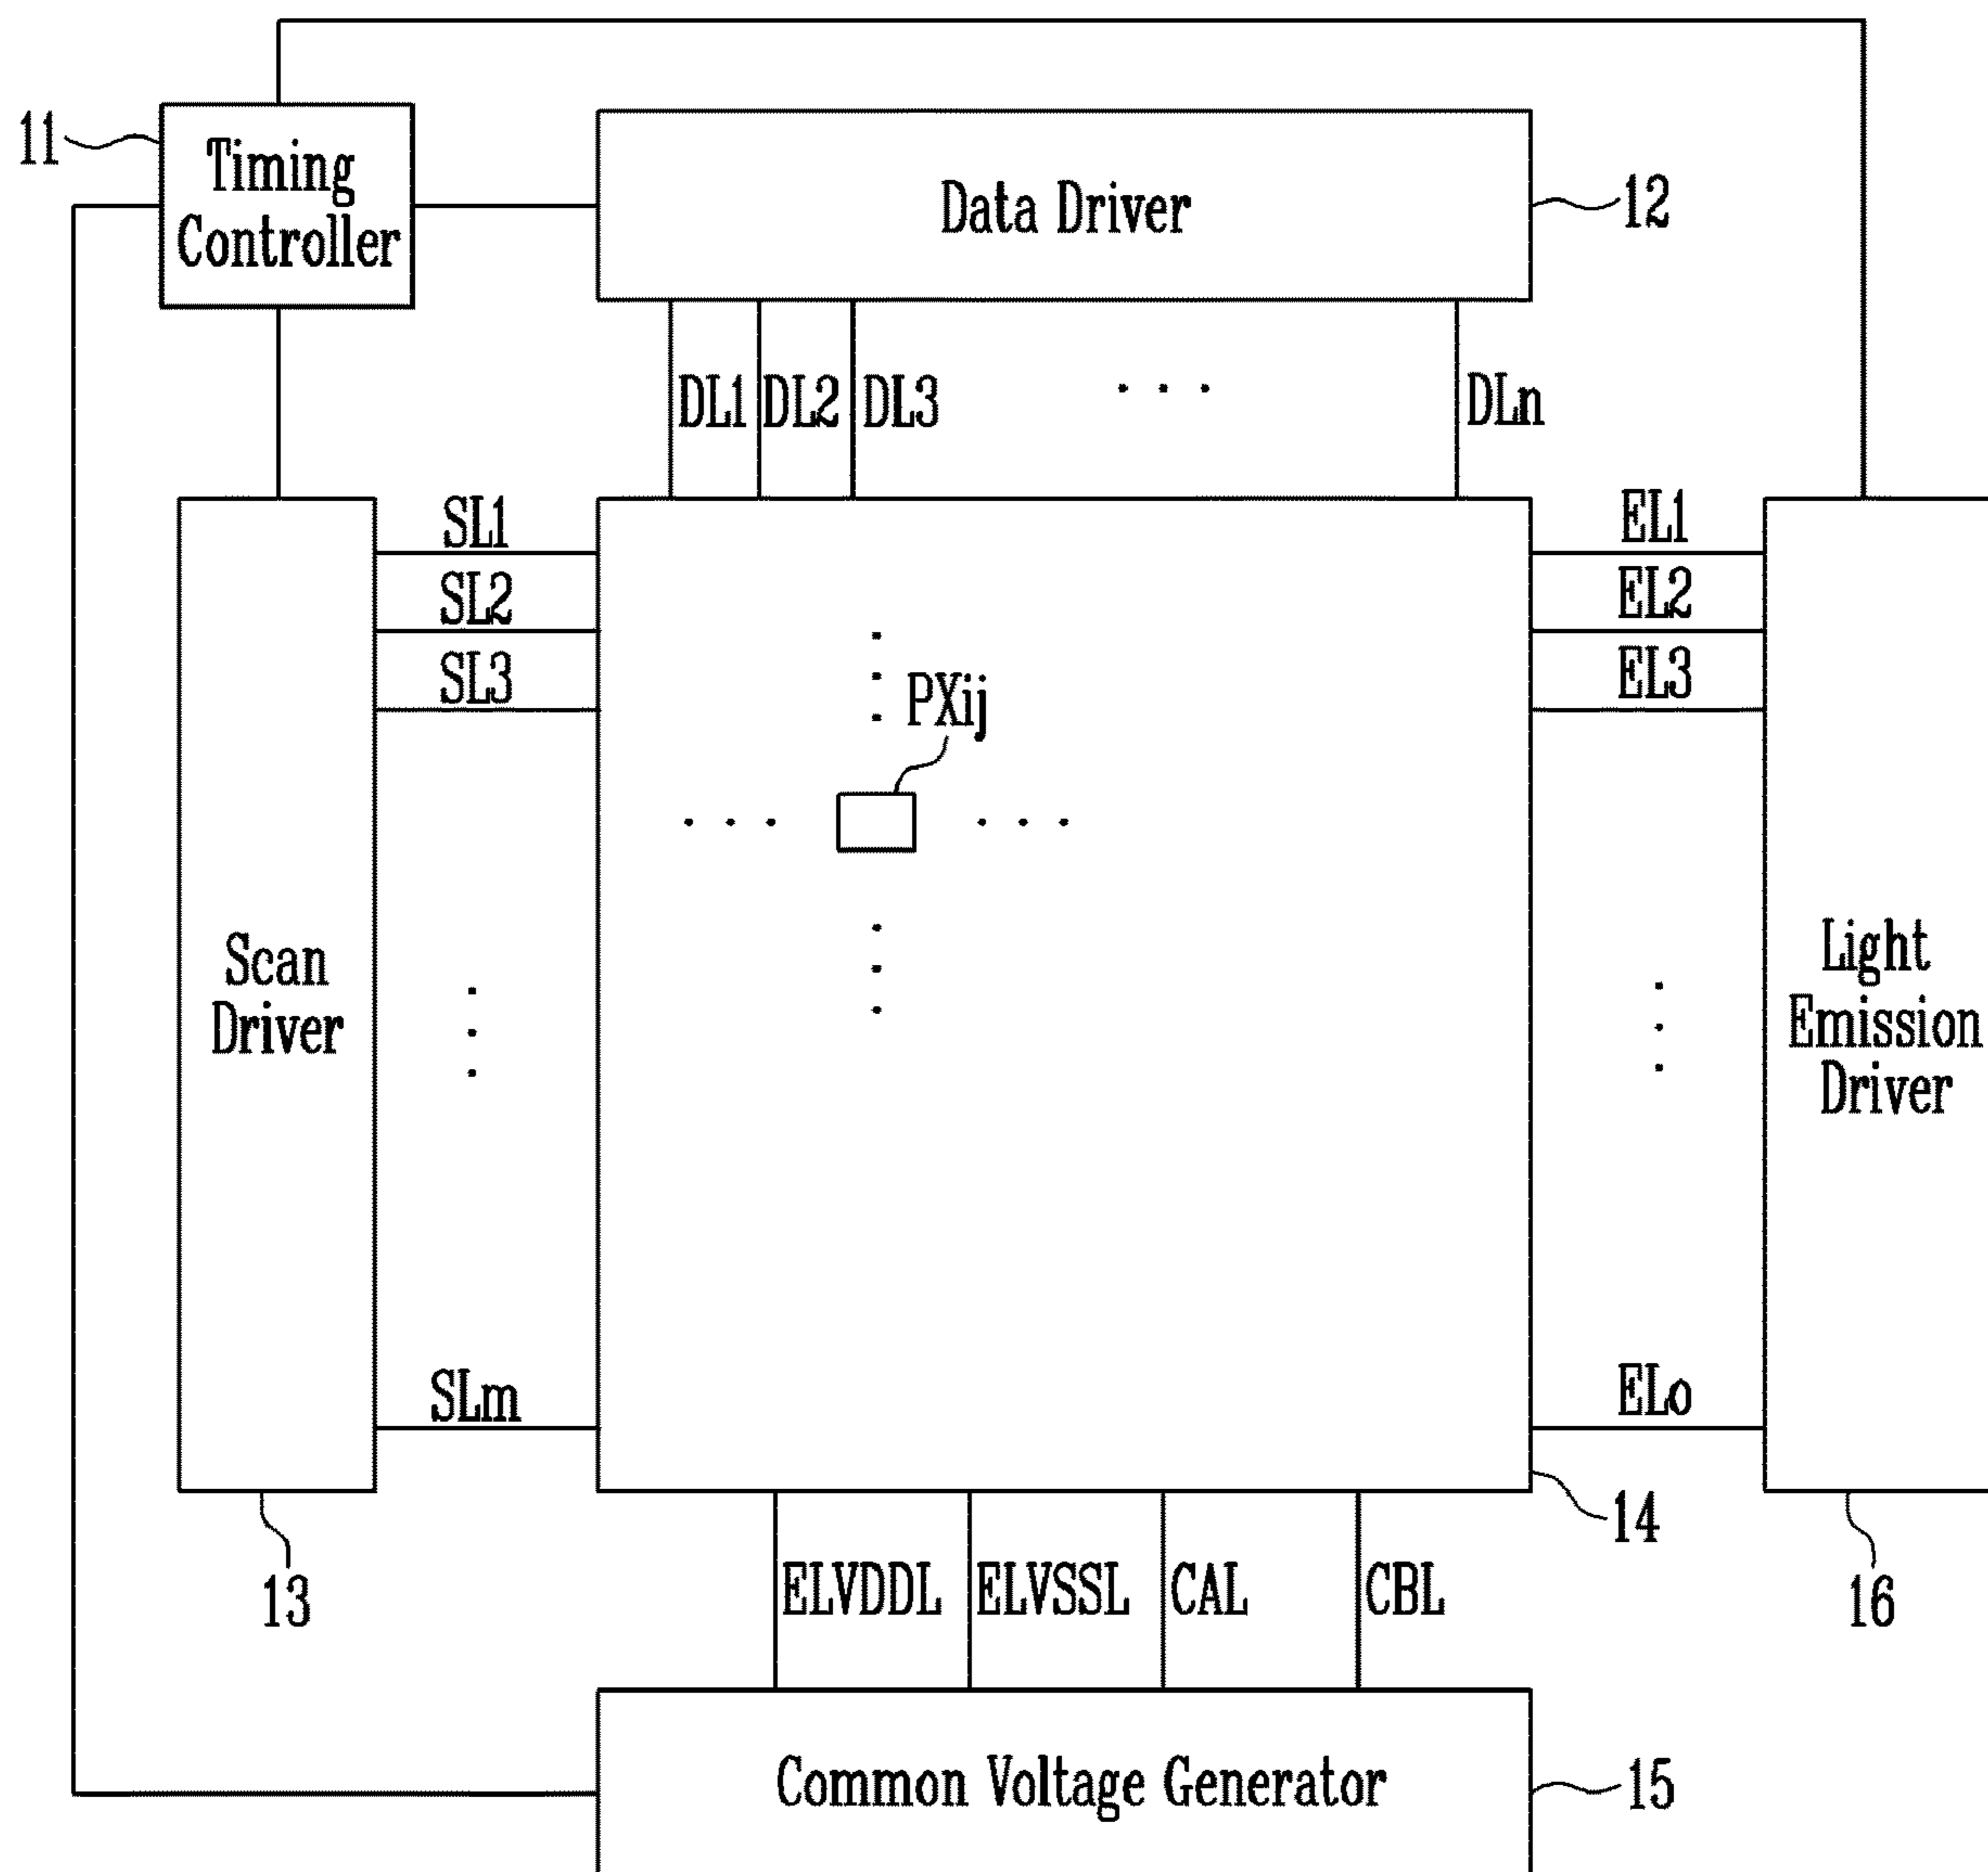 11
Timing
Controller
Data Driver
12
DL1
DL2
DL3
. . .
DLn
SL1
SL2
SL3
SLm
EL1
EL2
EL3
ELo
PXij
Scan
Driver
Light
Emission
Driver
13
14
16
ELVDDL
ELVSSL
CAL
CBL
Common Voltage Generator
15